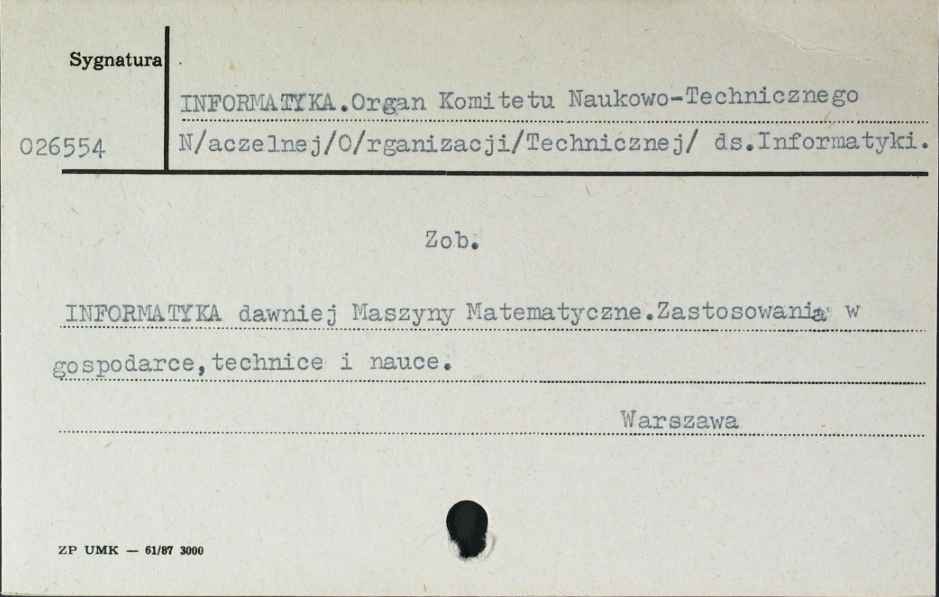 Sygnatura
INFORMATYKA.Organ Komitetu Naukowo-Technicznego
026554 N/aczelnej/O/rganizacji/Technicznej/ ds.Informatyki.
Zob.
INFORMATYKA dawniej Maszyny Matematyczne.Zastosowania w
gospodarce,technice i nauce.
Warszawa
ZP UMK — 61/87 3000